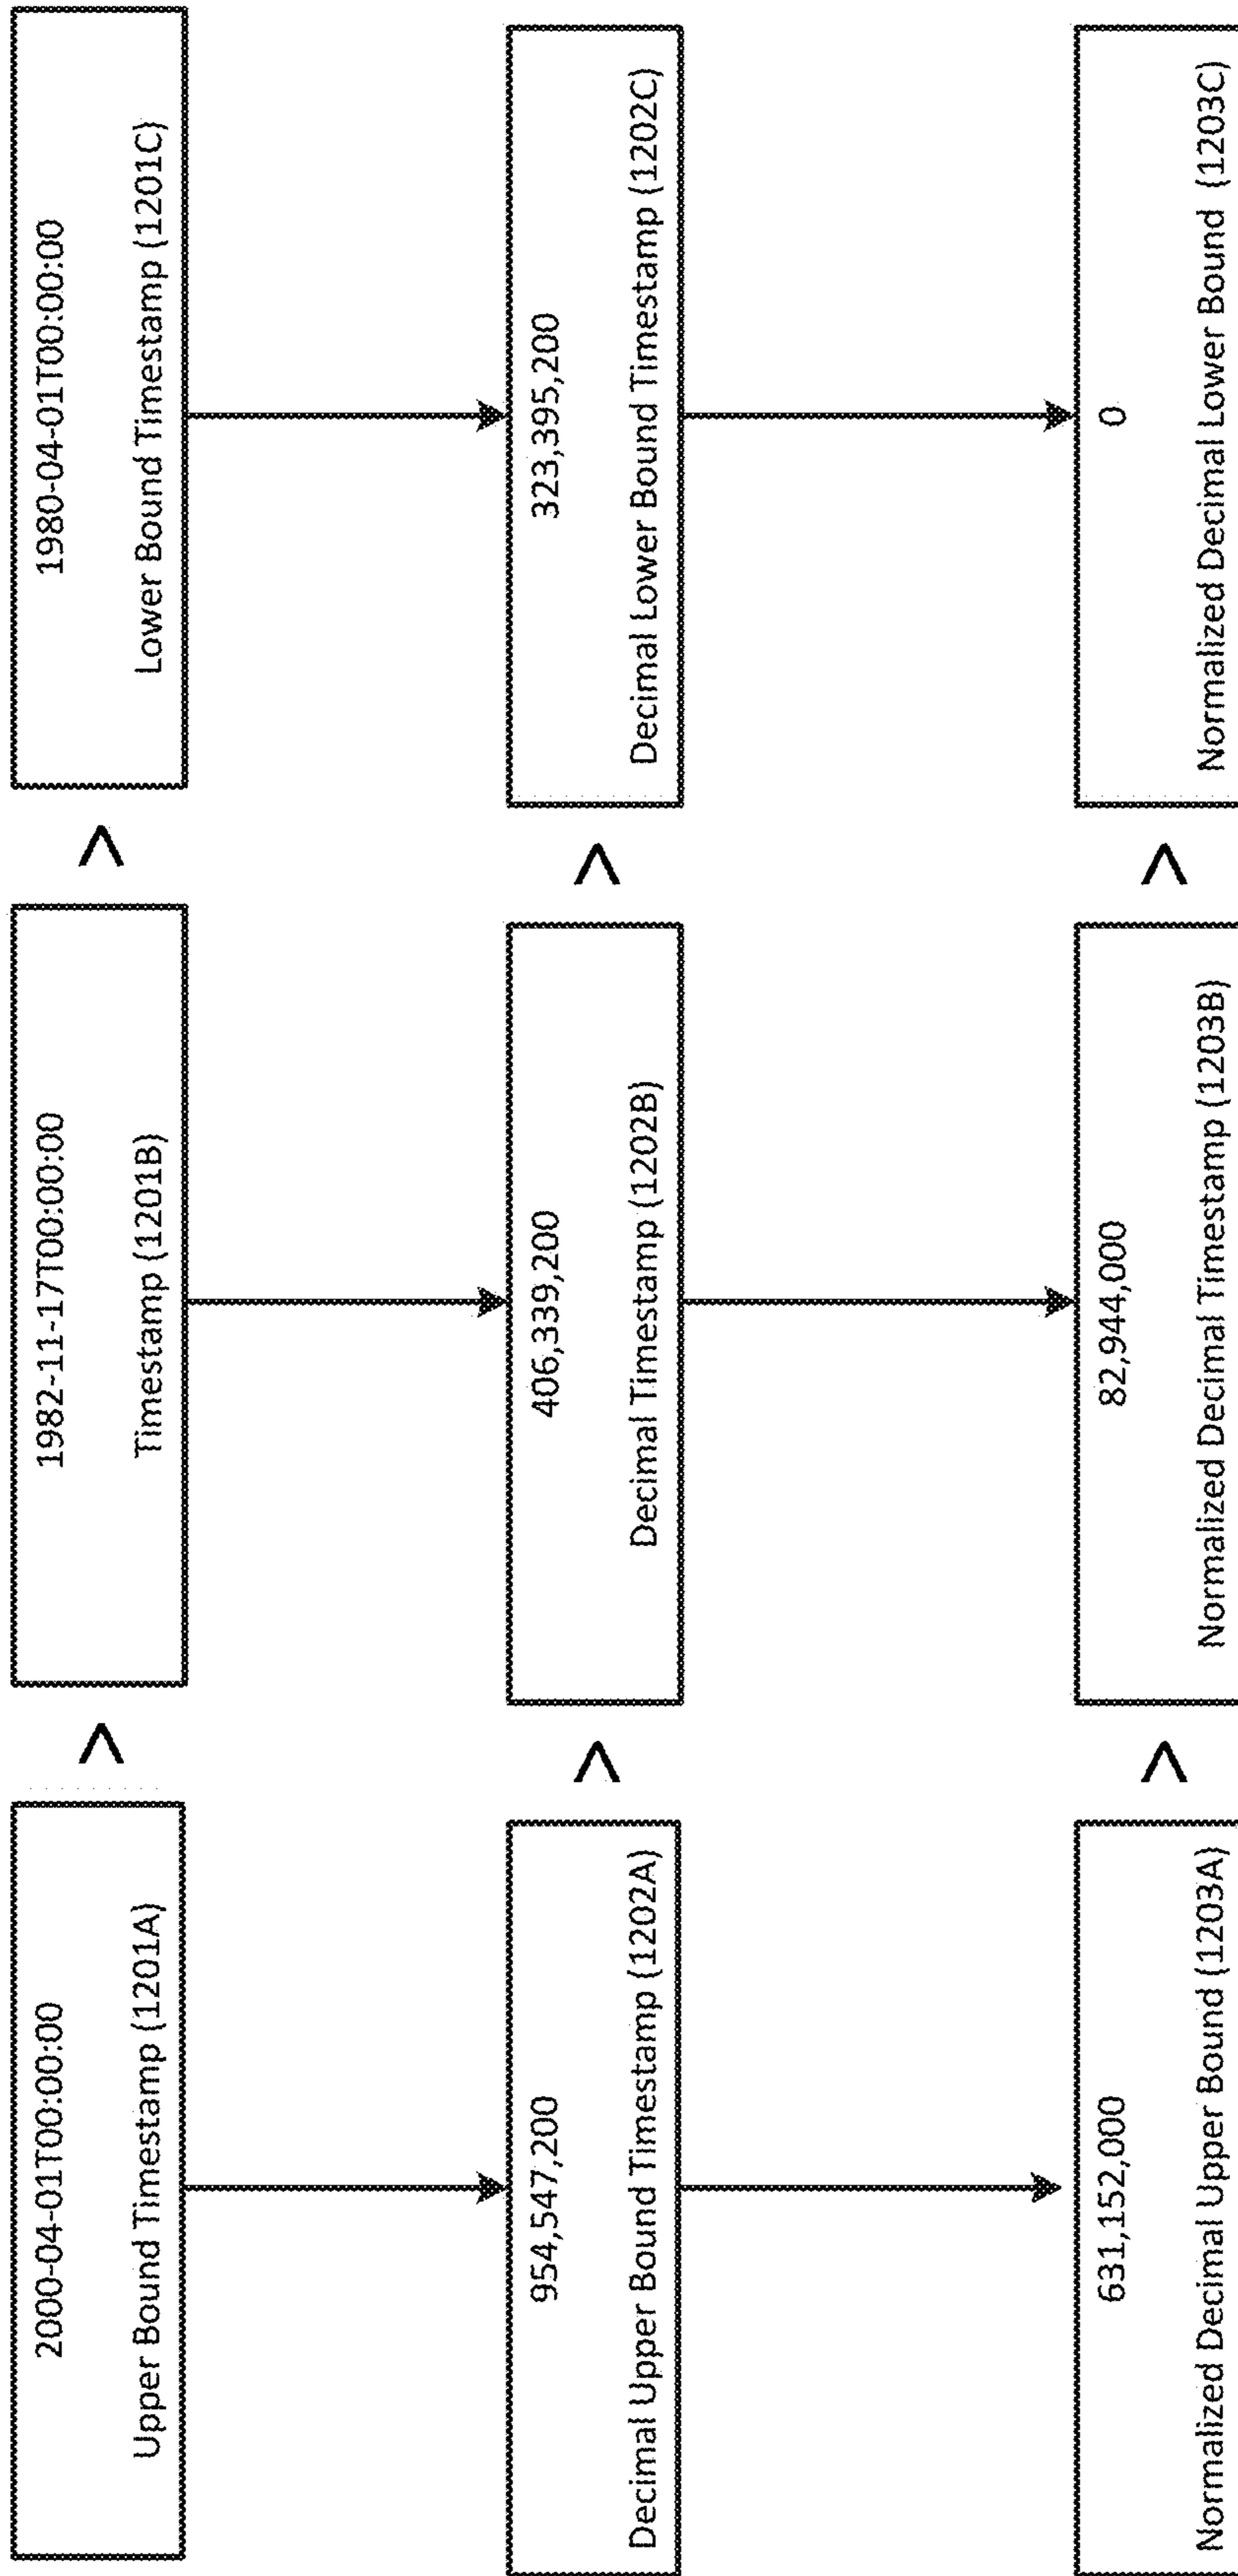 2000-04-01T00:00:00
Upper Bound Timestamp (1201A)
>
1982-11-17T00:00:00
Timestamp (1201B)
>
1980-04-01T00:00:00
Lower Bound Timestamp (1201C)
954,547,200
Decimal Upper Bound Timestamp (1202A)
>
406,339,200
Decimal Timestamp (1202B)
>
323,395,200
Decimal Lower Bound Timestamp (1202C)
631,152,000
Normalized Decimal Upper Bound (1203A)
>
82,944,000
Normalized Decimal Timestamp (1203B)
>
0
Normalized Decimal Lower Bound (1203C)